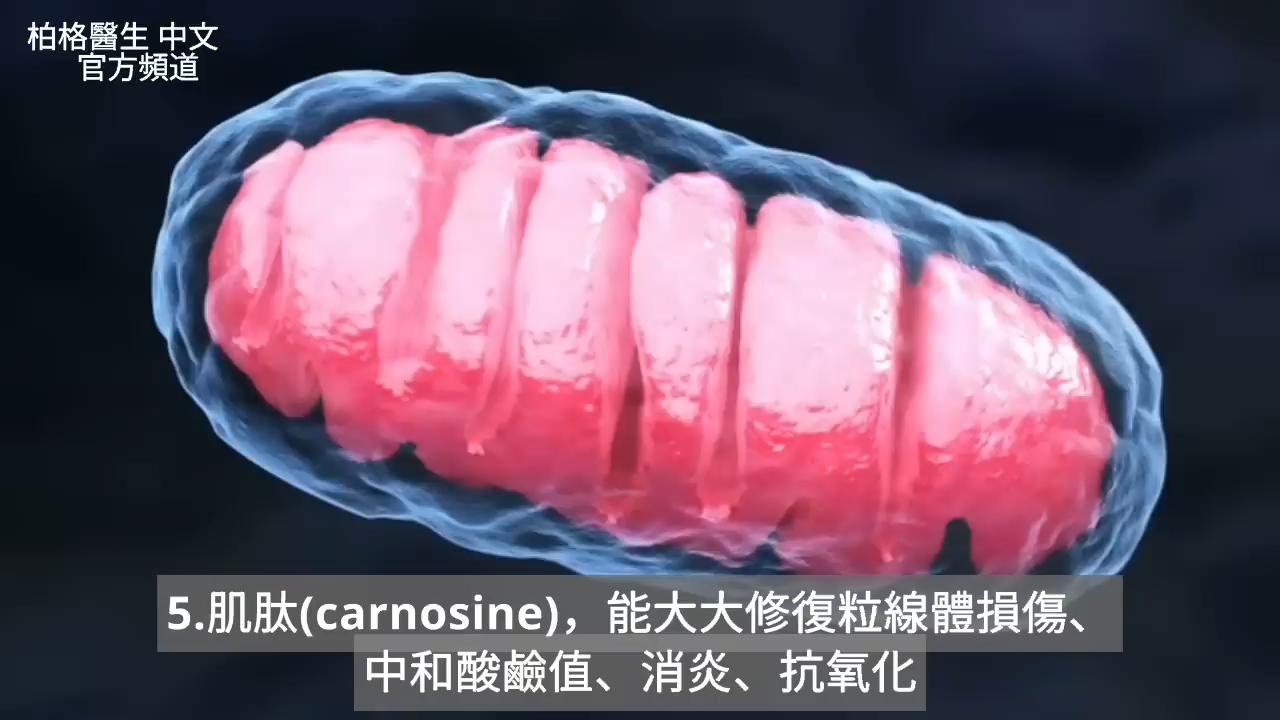 柏格醫生 中文
官方頻道
5.肌肽(carnosine)，能大大修復粒線體損傷、
中和酸鹼值、消炎、抗氧化